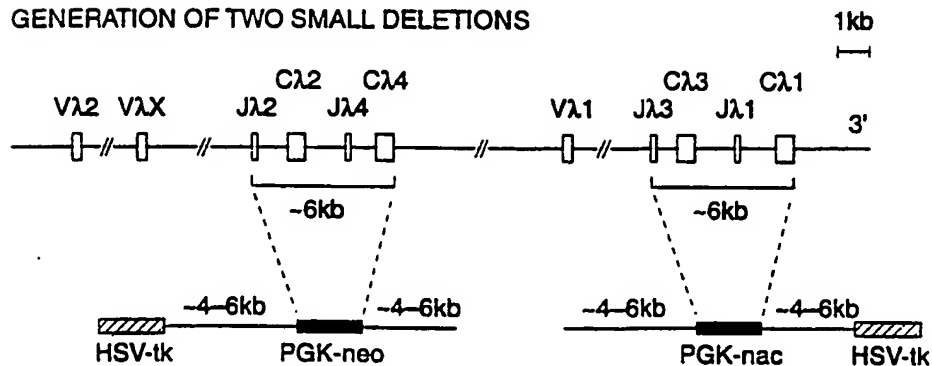 GENERATION OF TWO SMALL DELETIONS
1kb
Cλ2 Cλ4 Cλ3 Cλ1
Vλ2 VλX Jλ2 Jλ4 Vλ1 Jλ3 Jλ1 3'
~6kb ~6kb
~4–6kb ~4–6kb ~4–6kb ~4–6kb
HSV-tk PGK-neo PGK-nac HSV-tk